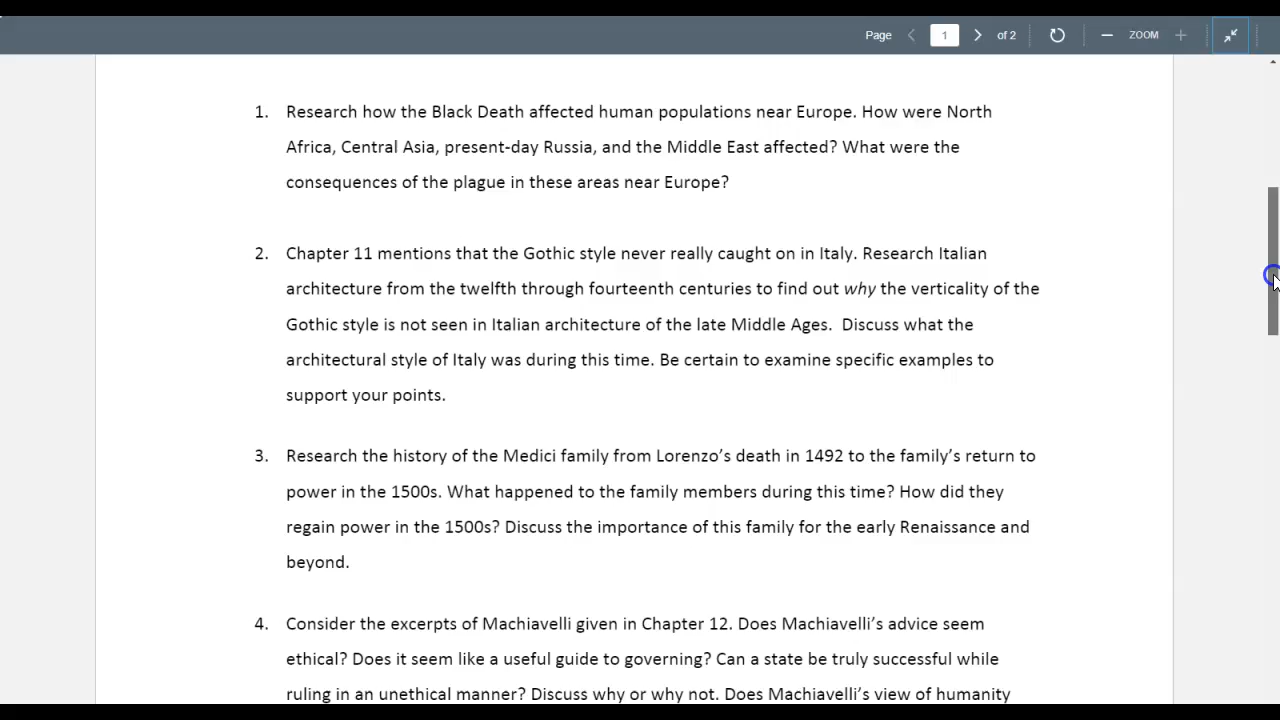 Page 1 of 2 ZOOM
1. Research how the Black Death affected human populations near Europe. How were North
Africa, Central Asia, present-day Russia, and the Middle East affected? What were the
consequences of the plague in these areas near Europe?
2. Chapter 11 mentions that the Gothic style never really caught on in Italy. Research Italian
architecture from the twelfth through fourteenth centuries to find out why the verticality of the
Gothic style is not seen in Italian architecture of the late Middle Ages.  Discuss what the
architectural style of Italy was during this time. Be certain to examine specific examples to
support your points.
3. Research the history of the Medici family from Lorenzo’s death in 1492 to the family’s return to
power in the 1500s. What happened to the family members during this time? How did they
regain power in the 1500s? Discuss the importance of this family for the early Renaissance and
beyond.
4. Consider the excerpts of Machiavelli given in Chapter 12. Does Machiavelli’s advice seem
ethical? Does it seem like a useful guide to governing? Can a state be truly successful while
ruling in an unethical manner? Discuss why or why not. Does Machiavelli’s view of humanity